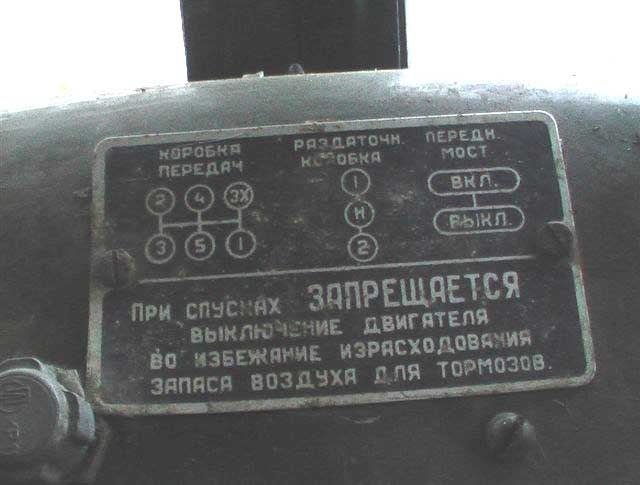 КОРОБКА
ПЕРЕДАЧ
2 4 ЗХ
3 5 1
РАЗДАТОЧН.
КОРОБКА
1
Н
2
ПЕРЕДН.
МОСТ
ВКЛ.
ВЫКЛ.
ПРИ СПУСКАХ ЗАПРЕЩАЕТСЯ
ВЫКЛЮЧЕНИЕ ДВИГАТЕЛЯ
ВО ИЗБЕЖАНИЕ ИЗРАСХОДОВАНИЯ
ЗАПАСА ВОЗДУХА ДЛЯ ТОРМОЗОВ.